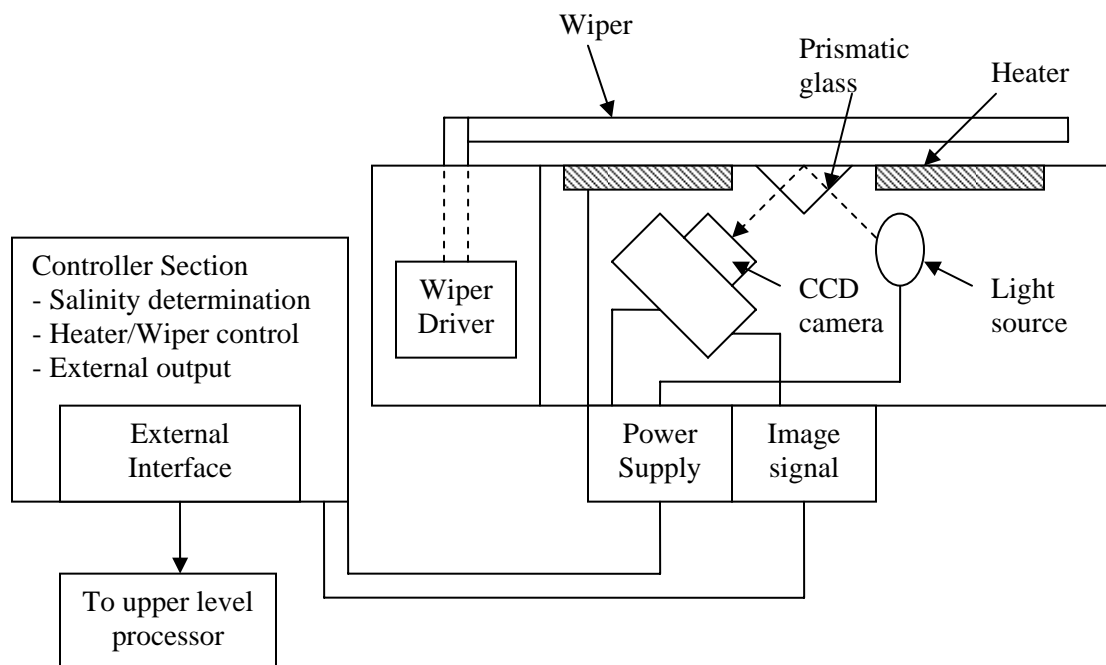 Wiper
Prismatic
glass
Heater
Controller Section
- Salinity determination
- Heater/Wiper control
- External output
External
Interface
To upper level
processor
Wiper
Driver
CCD
camera
Light
source
Power
Supply
Image
signal